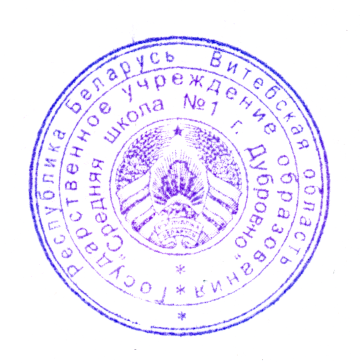 Республика Беларусь Витебская область
* Государственное учреждение образования
* „Средняя школа №1 г. Дубровно"